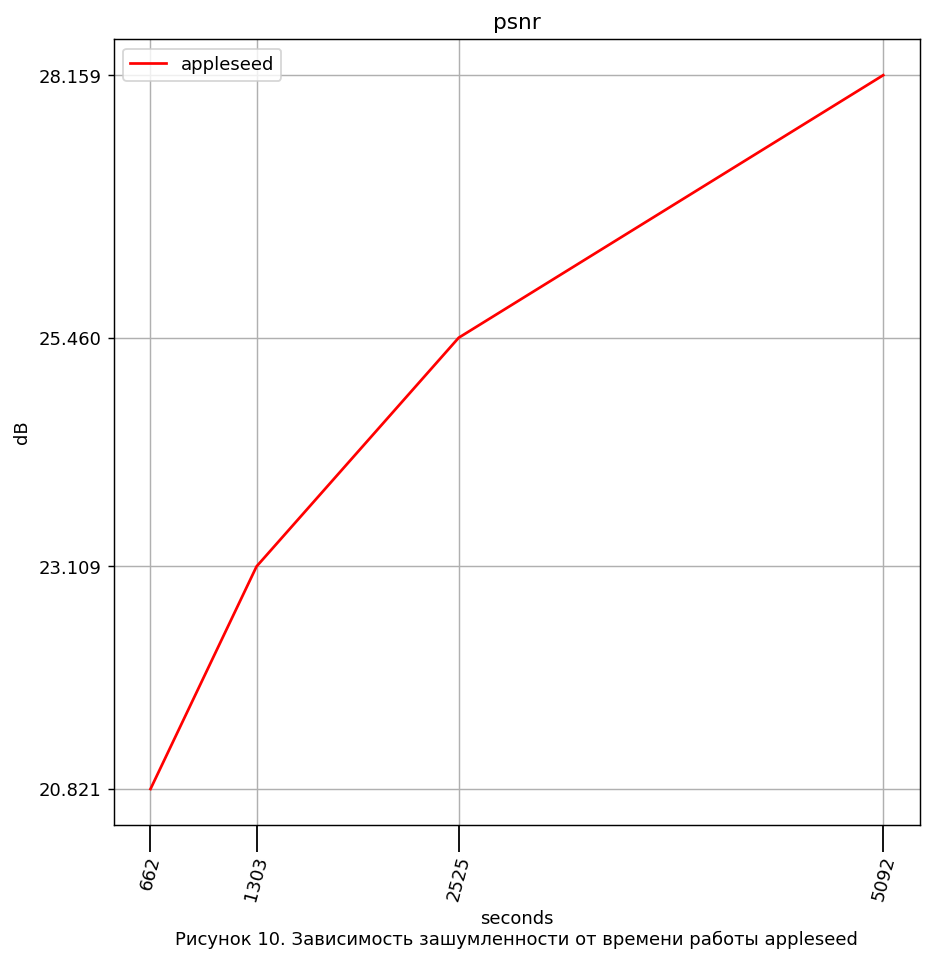 psnr
appleseed
28.159
25.460
dB
23.109
20.821
662
1303
2525
5092
seconds
Рисунок 10. Зависимость зашумленности от времени работы appleseed